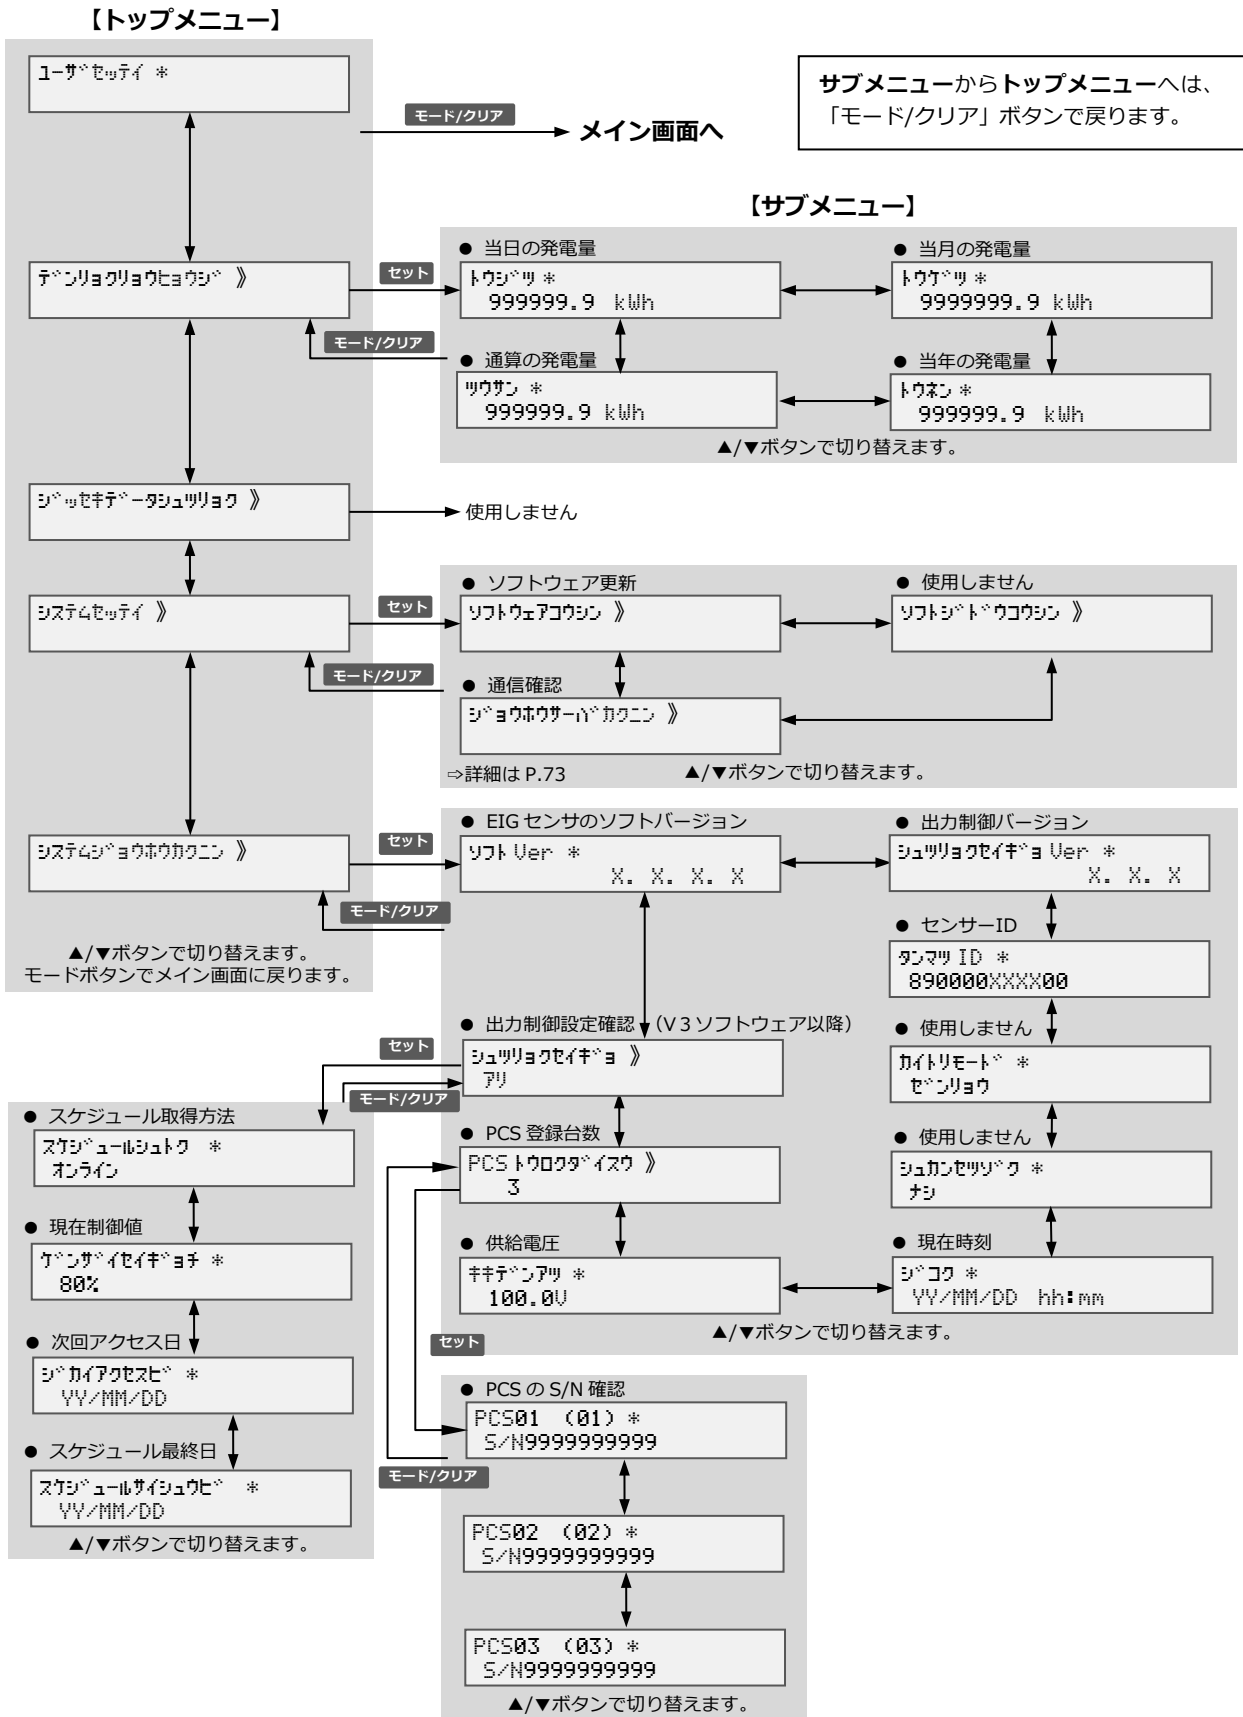 【トップメニュー】
ユーザ゛セッテイ *
モード/クリア
メイン画面へ
サブメニューからトップメニューへは、
「モード/クリア」ボタンで戻ります。
【サブメニュー】
デ゛ンリョクリョウヒョウジ゛ 》
セット
モード/クリア
● 当日の発電量
トウジ゛ツ *
999999.9 kWh
● 当月の発電量
トウゲ゛ツ *
9999999.9 kWh
● 通算の発電量
ツウサン *
999999.9 kWh
● 当年の発電量
トウネン *
999999.9 kWh
▲/▼ボタンで切り替えます。
ジ゛ッセキデ゛ータシュツリョク 》
使用しません
システムセッテイ 》
セット
モード/クリア
● ソフトウェア更新
ソフトウェアコウシン 》
● 使用しません
ソフトジ゛ド゛ウコウシン 》
● 通信確認
ジ゛ョウホウサーバ゛カクニン 》
⇨詳細は P.73
▲/▼ボタンで切り替えます。
システムジ゛ョウホウカクニン 》
セット
モード/クリア
▲/▼ボタンで切り替えます。
モードボタンでメイン画面に戻ります。
● EIG センサのソフトバージョン
ソフト Ver *
X. X. X. X
● 出力制御バージョン
シュツリョクセイギ゛ョ Ver *
X. X. X
● センサーID
タンマツ ID *
890000XXXX00
● 出力制御設定確認 (V3 ソフトウェア以降)
シュツリョクセイギ゛ョ 》
アリ
● 使用しません
カイトリモード゛ *
ゼ゛ンリョウ
セット
モード/クリア
● PCS 登録台数
PCS トウロクダ゛イスウ 》
3
● 使用しません
シュカンセツゾ゛ク *
ナシ
● 供給電圧
キキデ゛ンアツ *
100.0V
● 現在時刻
ジ゛コク *
YY/MM/DD hh:mm
▲/▼ボタンで切り替えます。
● スケジュール取得方法
スケジ゛ュールシュトク *
オンライン
● 現在制御値
ゲ゛ンザ゛イセイギ゛ョチ *
80%
● 次回アクセス日
ジ゛カイアクセスビ゛ *
YY/MM/DD
● スケジュール最終日
スケジ゛ュールサイシュウビ゛ *
YY/MM/DD
▲/▼ボタンで切り替えます。
セット
モード/クリア
● PCS の S/N 確認
PCS01 (01) *
S/N9999999999
PCS02 (02) *
S/N9999999999
PCS03 (03) *
S/N9999999999
▲/▼ボタンで切り替えます。